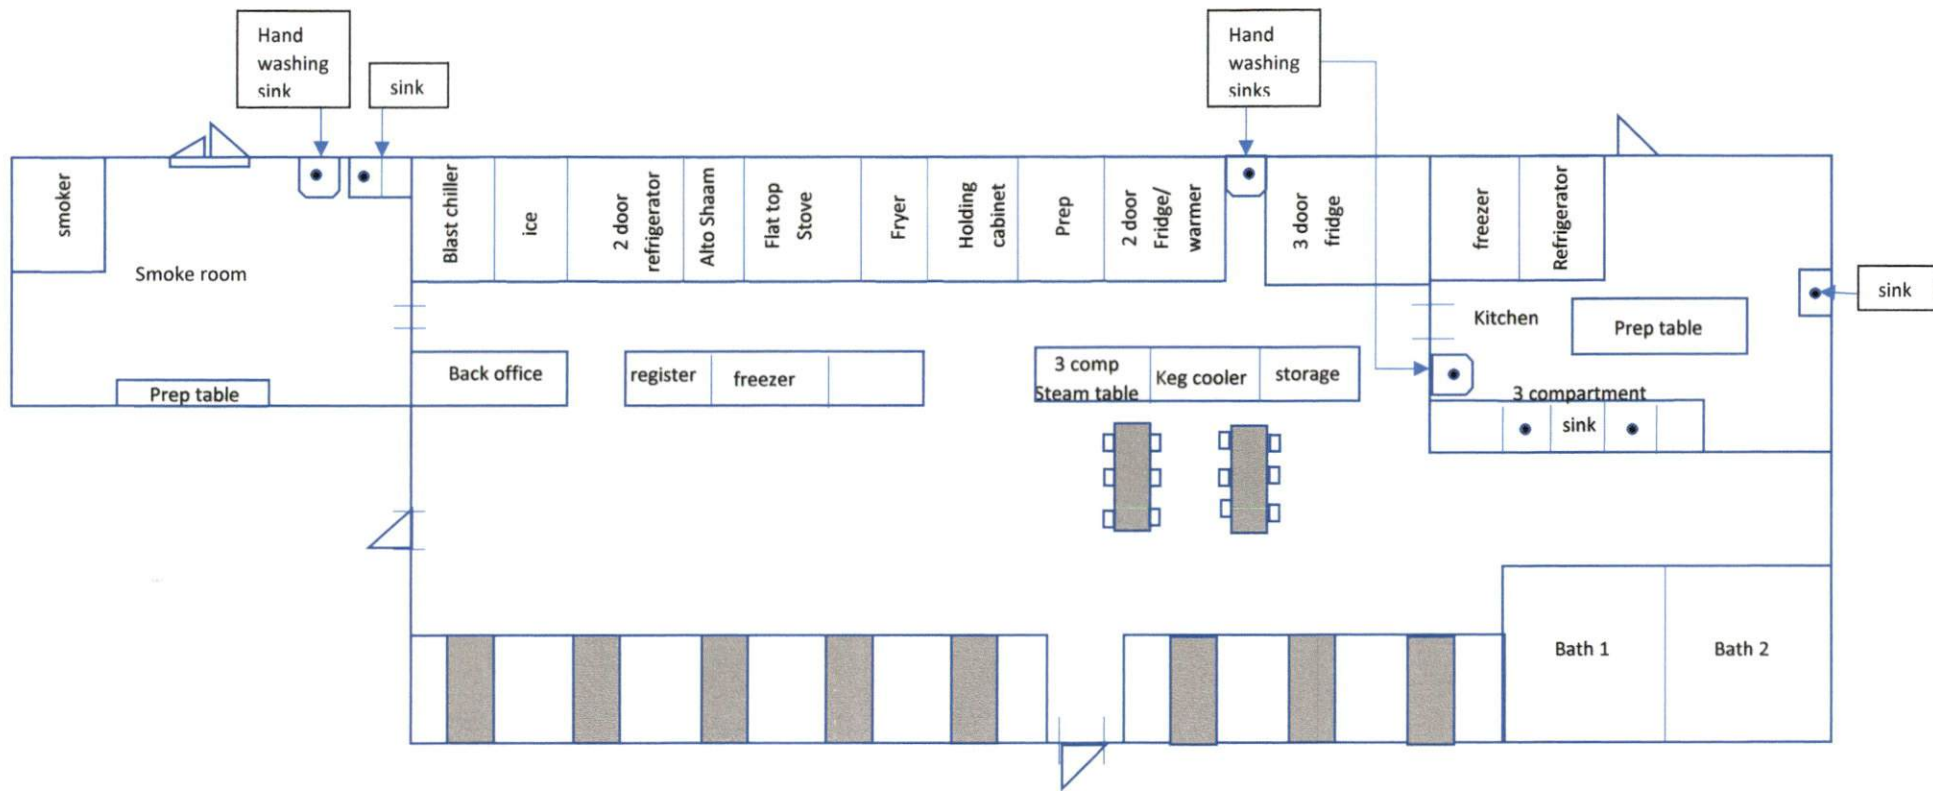 Hand
washing
sink
sink
Hand
washing
sinks
smoker
Smoke room
Prep table
Blast chiller
ice
2 door
refrigerator
Alto Shaam
Flat top
Stove
Fryer
Holding
cabinet
Prep
2 door
Fridge/
warmer
3 door
fridge
freezer
Refrigerator
sink
Kitchen
Prep table
Back office
register
freezer
3 comp
Steam table
Keg cooler
storage
3 compartment
sink
Bath 1
Bath 2